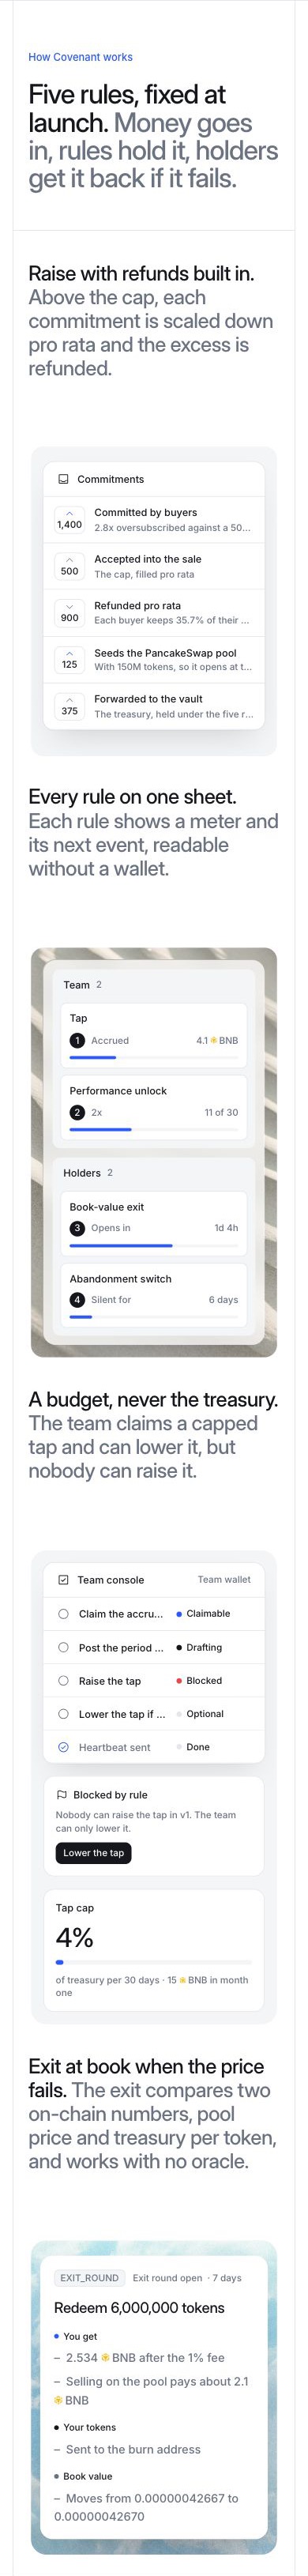 How Covenant works
Five rules, fixed at
launch. Money goes
in, rules hold it, holders
get it back if it fails.
Raise with refunds built in.
Above the cap, each
commitment is scaled down
pro rata and the excess is
refunded.
Commitments
1,400
Committed by buyers
2.8x oversubscribed against a 50...
500
Accepted into the sale
The cap, filled pro rata
900
Refunded pro rata
Each buyer keeps 35.7% of their ...
125
Seeds the PancakeSwap pool
With 150M tokens, so it opens at t...
375
Forwarded to the vault
The treasury, held under the five r...
Every rule on one sheet.
Each rule shows a meter and
its next event, readable
without a wallet.
Team 2
Tap
1 Accrued 4.1 BNB
Performance unlock
2 2x 11 of 30
Holders 2
Book-value exit
3 Opens in 1d 4h
Abandonment switch
4 Silent for 6 days
A budget, never the treasury.
The team claims a capped
tap and can lower it, but
nobody can raise it.
Team console Team wallet
Claim the accru... Claimable
Post the period ... Drafting
Raise the tap Blocked
Lower the tap if ... Optional
Heartbeat sent Done
Blocked by rule
Nobody can raise the tap in v1. The team
can only lower it.
Lower the tap
Tap cap
4%
of treasury per 30 days · 15 BNB in month
one
Exit at book when the price
fails. The exit compares two
on-chain numbers, pool
price and treasury per token,
and works with no oracle.
EXIT_ROUND Exit round open · 7 days
Redeem 6,000,000 tokens
You get
– 2.534 BNB after the 1% fee
– Selling on the pool pays about 2.1
BNB
Your tokens
– Sent to the burn address
Book value
– Moves from 0.00000042667 to
0.00000042670